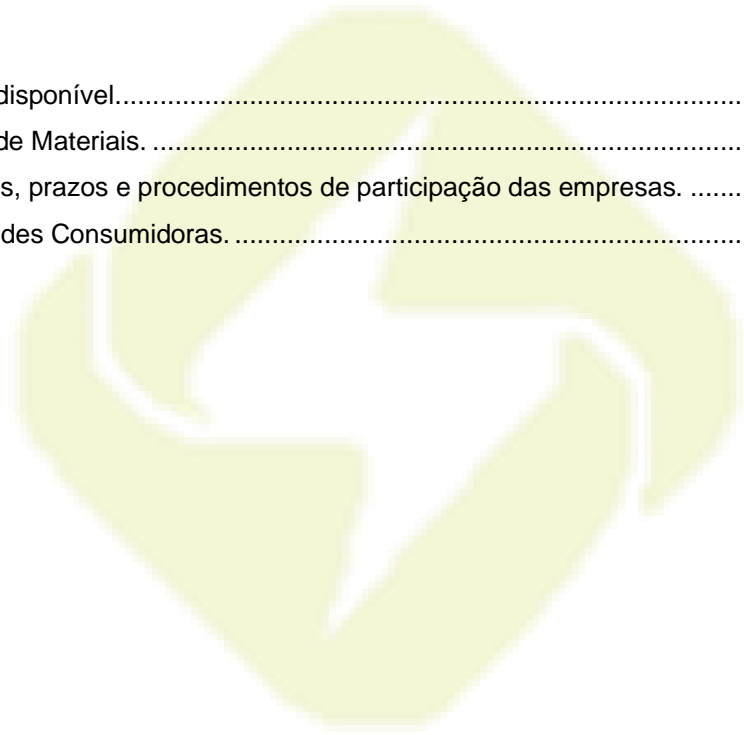 disponível.......................................................................................
de Materiais. ..................................................................................
s, prazos e procedimentos de participação das empresas. .......
des Consumidoras. .......................................................................